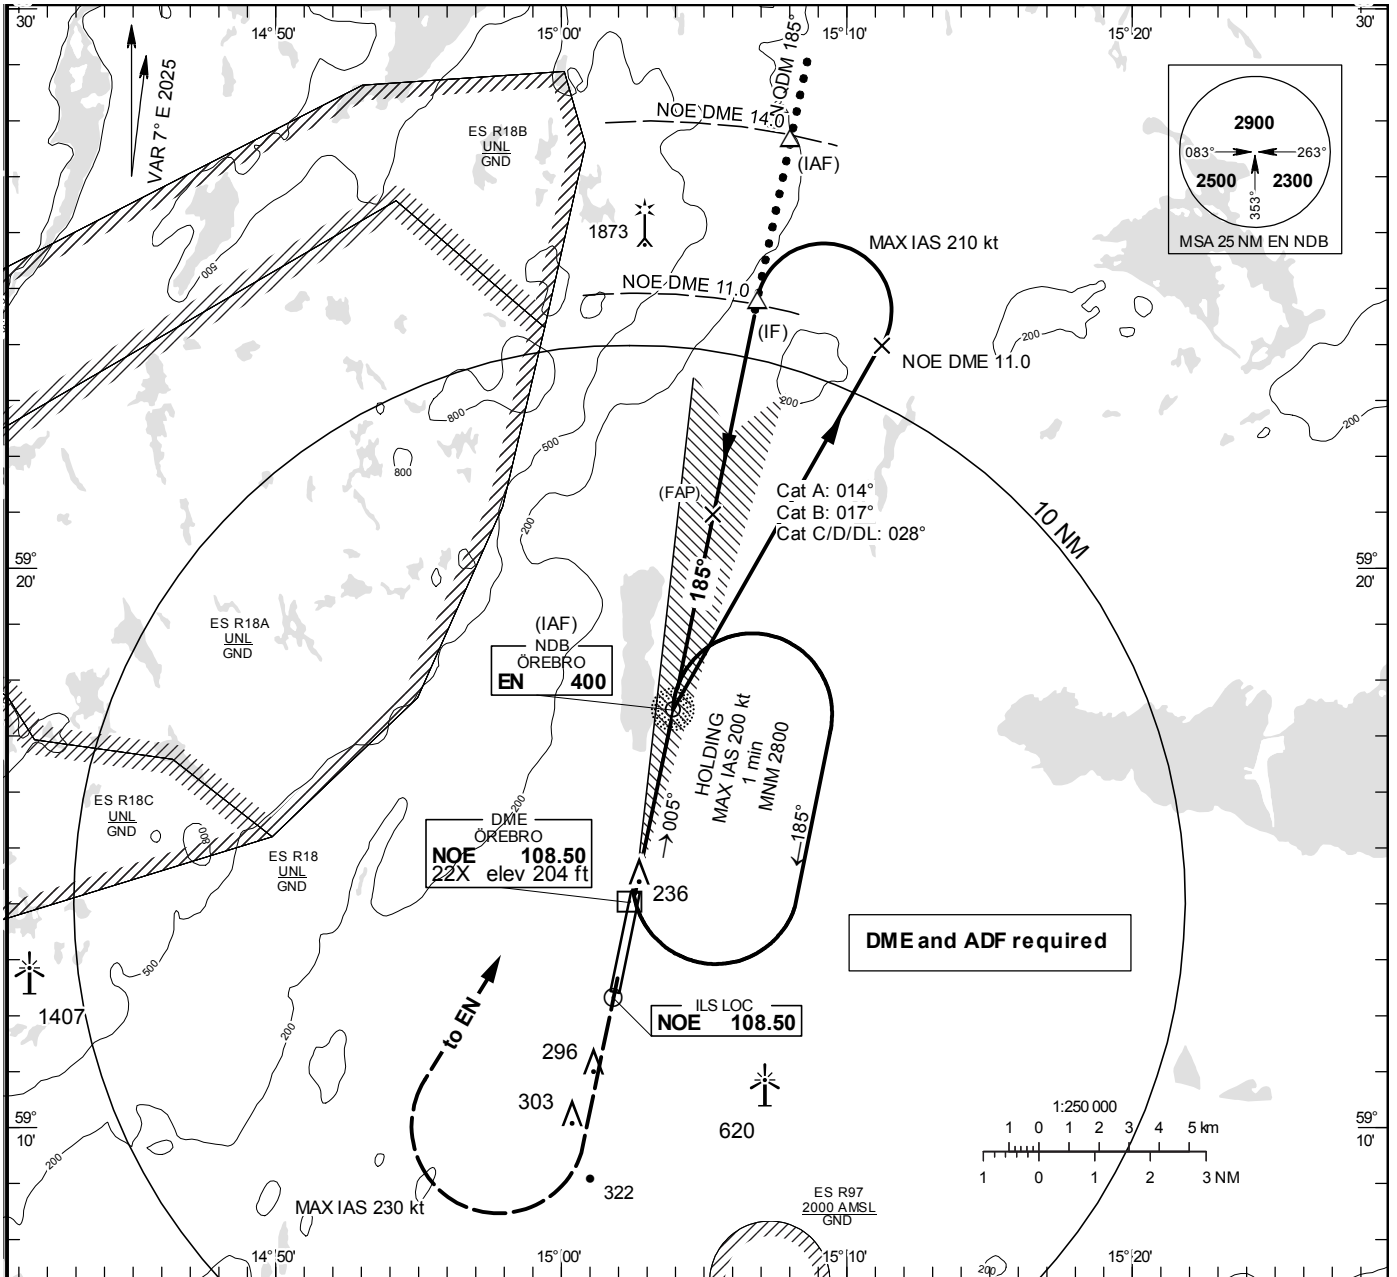 30'
14°50'
15°00'
15°10'
15°20'
30'
VAR 7° E 2025
QDM 185°
NOE DME 14.0
(IAF)
ES R18B
UNL
GND
2900
083°
263°
2500
2300
353°
MSA 25 NM EN NDB
1873
MAX IAS 210 kt
500
NOE DME 11.0
(IF)
NOE DME 11.0
200
200
800
500
200
800
(FAP)
Cat A: 014°
Cat B: 017°
Cat C/D/DL: 028°
10 NM
200
59°
20'
59°
20'
185°
ES R18A
UNL
GND
(IAF)
NDB
ÖREBRO
EN 400
HOLDING
MAX IAS 200 kt
1 min
MNM 2800
005°
185°
ES R18C
UNL
GND
800
200
DME
ÖREBRO
NOE 108.50
22X elev 204 ft
ES R18
UNL
GND
236
DME and ADF required
500
1407
200
to EN
ILS LOC
NOE 108.50
296
303
620
59°
10'
59°
10'
1:250 000
1 0 1 2 3 4 5 km
1 0 1 2 3 NM
200
322
MAX IAS 230 kt
ES R97
2000 AMSL
GND
14°50'
15°00'
15°10'
15°20'
200